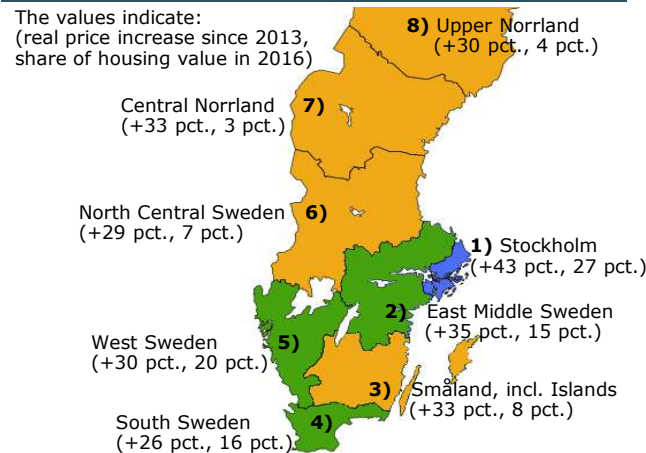 The values indicate:
(real price increase since 2013,
share of housing value in 2016)
8) Upper Norrland
(+30 pct., 4 pct.)
Central Norrland 7)
(+33 pct., 3 pct.)
North Central Sweden 6)
(+29 pct., 7 pct.)
1) Stockholm
(+43 pct., 27 pct.)
2) East Middle Sweden
(+35 pct., 15 pct.)
West Sweden 5)
(+30 pct., 20 pct.)
3) Småland, incl. Islands
(+33 pct., 8 pct.)
South Sweden 4)
(+26 pct., 16 pct.)